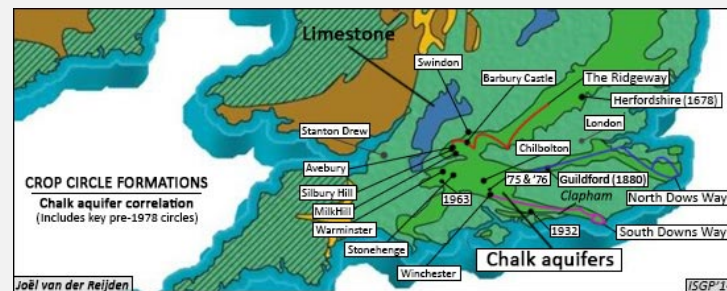 Limestone
Swindon
Barbury Castle
The Ridgeway
Herfordshire (1678)
London
Stanton Drew
Chilbolton
Avebury
'75 & '76
Guildford (1880)
CROP CIRCLE FORMATIONS
Chalk aquifer correlation
(Includes key pre-1978 circles)
Silbury Hill
Clapham
MilkHill
1963
North Dows Way
Warminster
1932
South Downs Way
Stonehenge
Chalk aquifers
Winchester
Joël van der Reijden